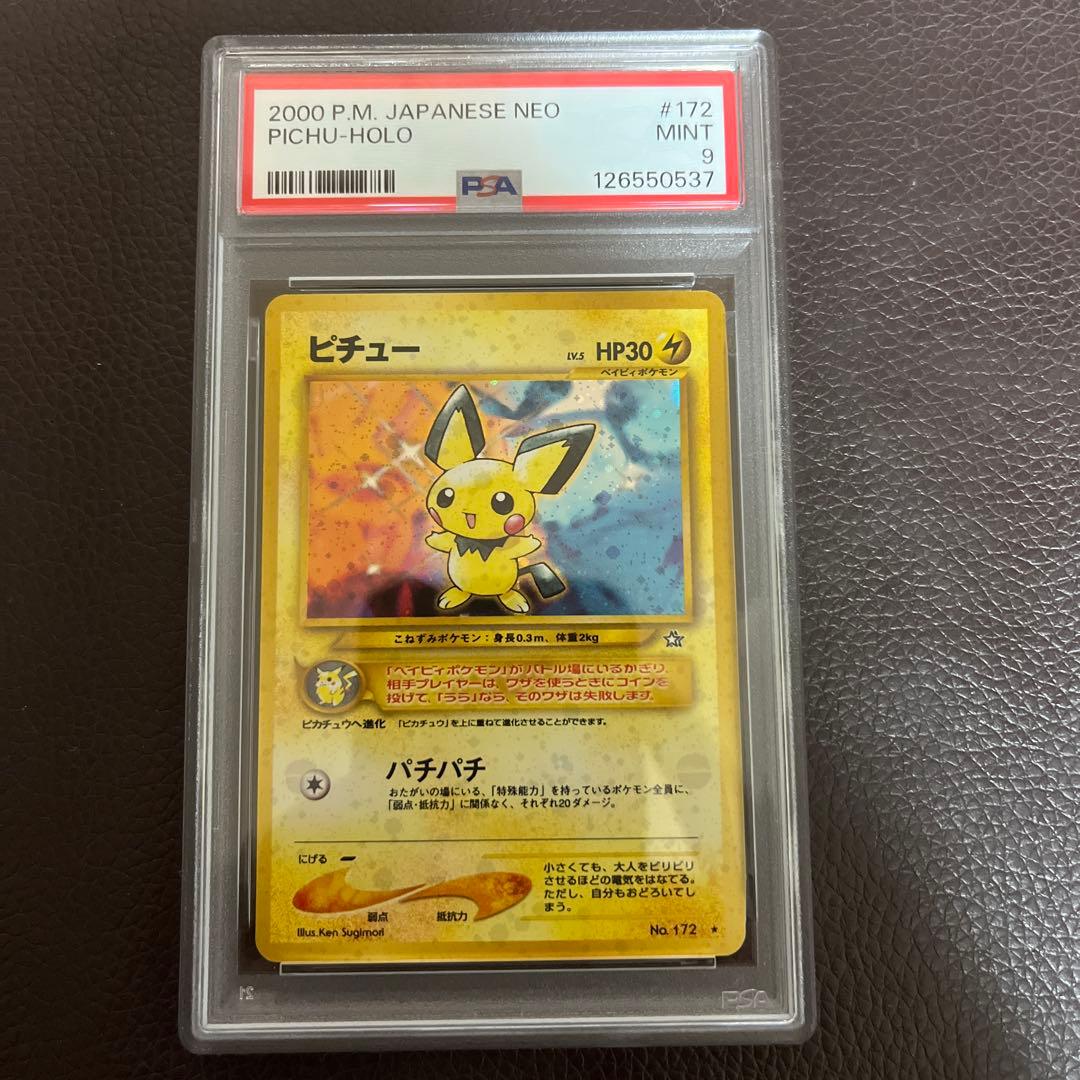 2000 P.M. JAPANESE NEO #172
PICHU-HOLO MINT
9
PSA 126550537
ピチュー LV.5 HP30
ベイビィポケモン
こねずみポケモン:身長0.3m、体重2kg
「ベイビィポケモン」がバトル場にいるかぎり、
相手プレイヤーは、ワザを使うときにコインを
投げて、「うら」なら、そのワザは失敗します。
ピカチュウへ進化 「ピカチュウ」を上に重ねて進化させることができます。
パチパチ
おたがいの場にいる、「特殊能力」を持っているポケモン全員に、
「弱点・抵抗力」に関係なく、それぞれ20ダメージ。
にげる
弱点 抵抗力
小さくても、大人をビリビリ
させるほどの電気をはなてる。
ただし、自分もおどろいてし
まう。
Illus.Ken Sugimori
No. 172 ★
21
PSA